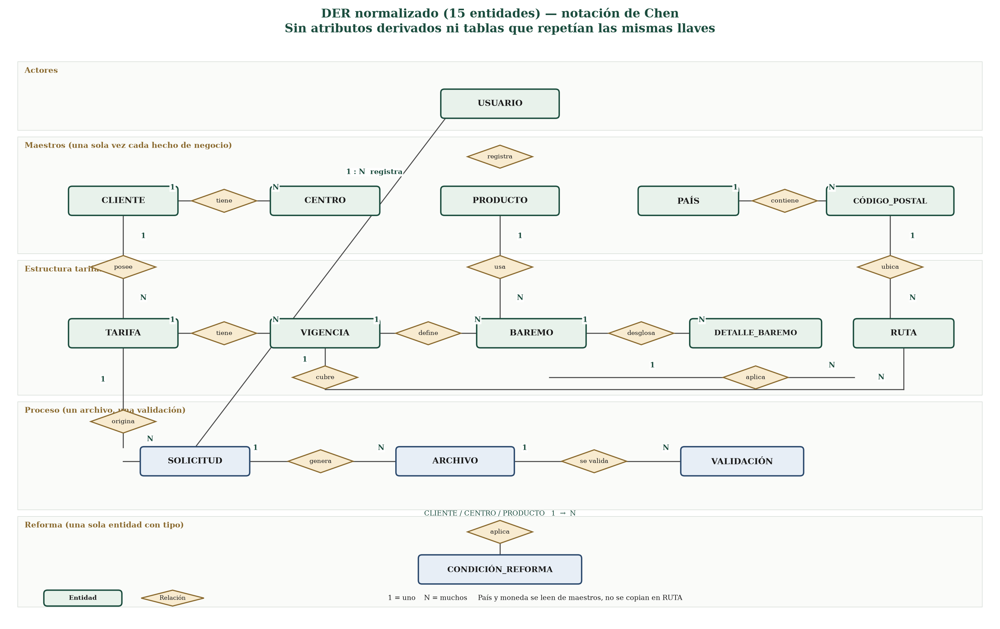 DER normalizado (15 entidades) — notación de Chen
Sin atributos derivados ni tablas que repetían las mismas llaves
Actores
USUARIO
Maestros (una sola vez cada hecho de negocio)
registra
1 : N registra
CLIENTE
1
tiene
N
CENTRO
PRODUCTO
PAÍS
1
contiene
N
CÓDIGO_POSTAL
1
1
1
Estructura
posee
usa
ubica
N
N
N
TARIFA
1
tiene
N
VIGENCIA
1
define
N
BAREMO
1
desglosa
N
DETALLE_BAREMO
RUTA
1
1
N
1
cubre
aplica
N
Proceso (un archivo, una validación)
origina
N
SOLICITUD
1
genera
N
ARCHIVO
1
se valida
N
VALIDACIÓN
CLIENTE / CENTRO / PRODUCTO 1 → N
Reforma (una sola entidad con tipo)
aplica
CONDICIÓN_REFORMA
Entidad
Relación
1 = uno N = muchos País y moneda se leen de maestros, no se copian en RUTA